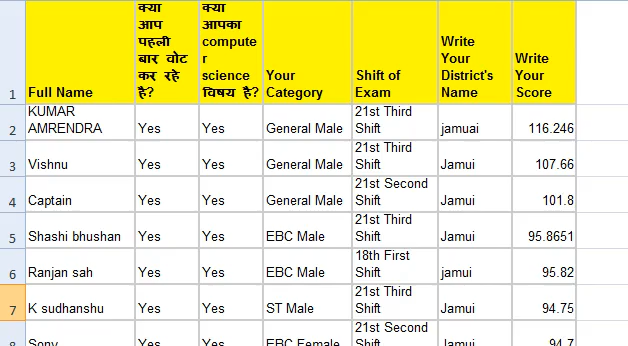 1 Full Name क्या आप पहली बार वोट कर रहे है? क्या आपका computer science विषय है? Your Category Shift of Exam Write Your District's Name Write Your Score
2 KUMAR AMRENDRA Yes Yes General Male 21st Third Shift jamuai 116.246
3 Vishnu Yes Yes General Male 21st Third Shift Jamui 107.66
4 Captain Yes Yes General Male 21st Second Shift Jamui 101.8
5 Shashi bhushan Yes Yes EBC Male 21st Third Shift Jamui 95.8651
6 Ranjan sah Yes Yes EBC Male 18th First Shift jamui 95.82
7 K sudhanshu Yes Yes ST Male 21st Third Shift Jamui 94.75
8 Sony Yes Yes EBC Female 21st Second Jamui 94.7